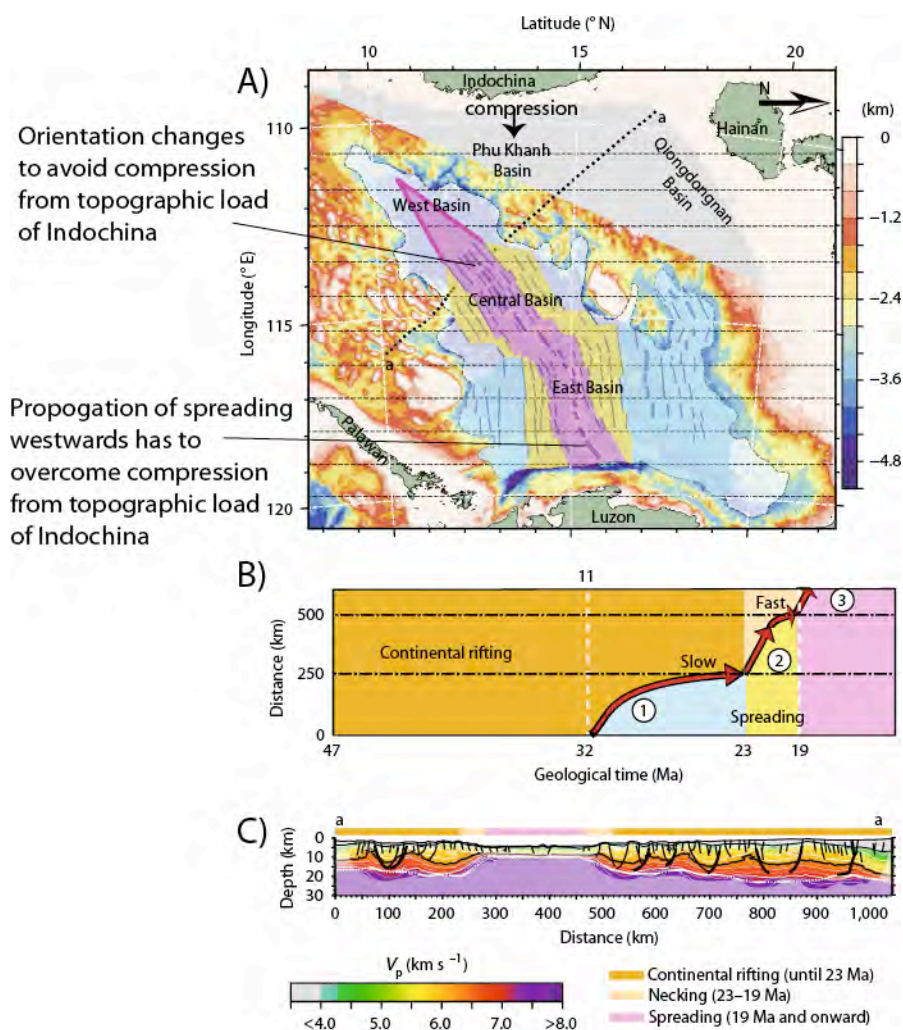 Latitude (° N)
10
15
20
A)
Indochina
compression
N
(km)
Orientation changes
to avoid compression
from topographic load
of Indochina
110
a
Hainan
0
Phu Khanh
Basin
Qiongdongnan
Basin
West Basin
−1.2
Longitude (° E)
−2.4
Central Basin
115
a
−3.6
East Basin
Propogation of spreading
westwards has to
overcome compression
from topographic load
of Indochina
Palawan
−4.8
120
Luzon
B)
11
Distance (km)
500
Fast
3
Continental rifting
Slow
250
2
1
Spreading
0
47
32
23
19
Geological time (Ma)
C)
a
a
Depth (km)
0
10
20
30
0 100 200 300 400 500 600 700 800 900 1,000
Distance (km)
Vp (km s −1)
<4.0 5.0 6.0 7.0 >8.0
Continental rifting (until 23 Ma)
Necking (23–19 Ma)
Spreading (19 Ma and onward)